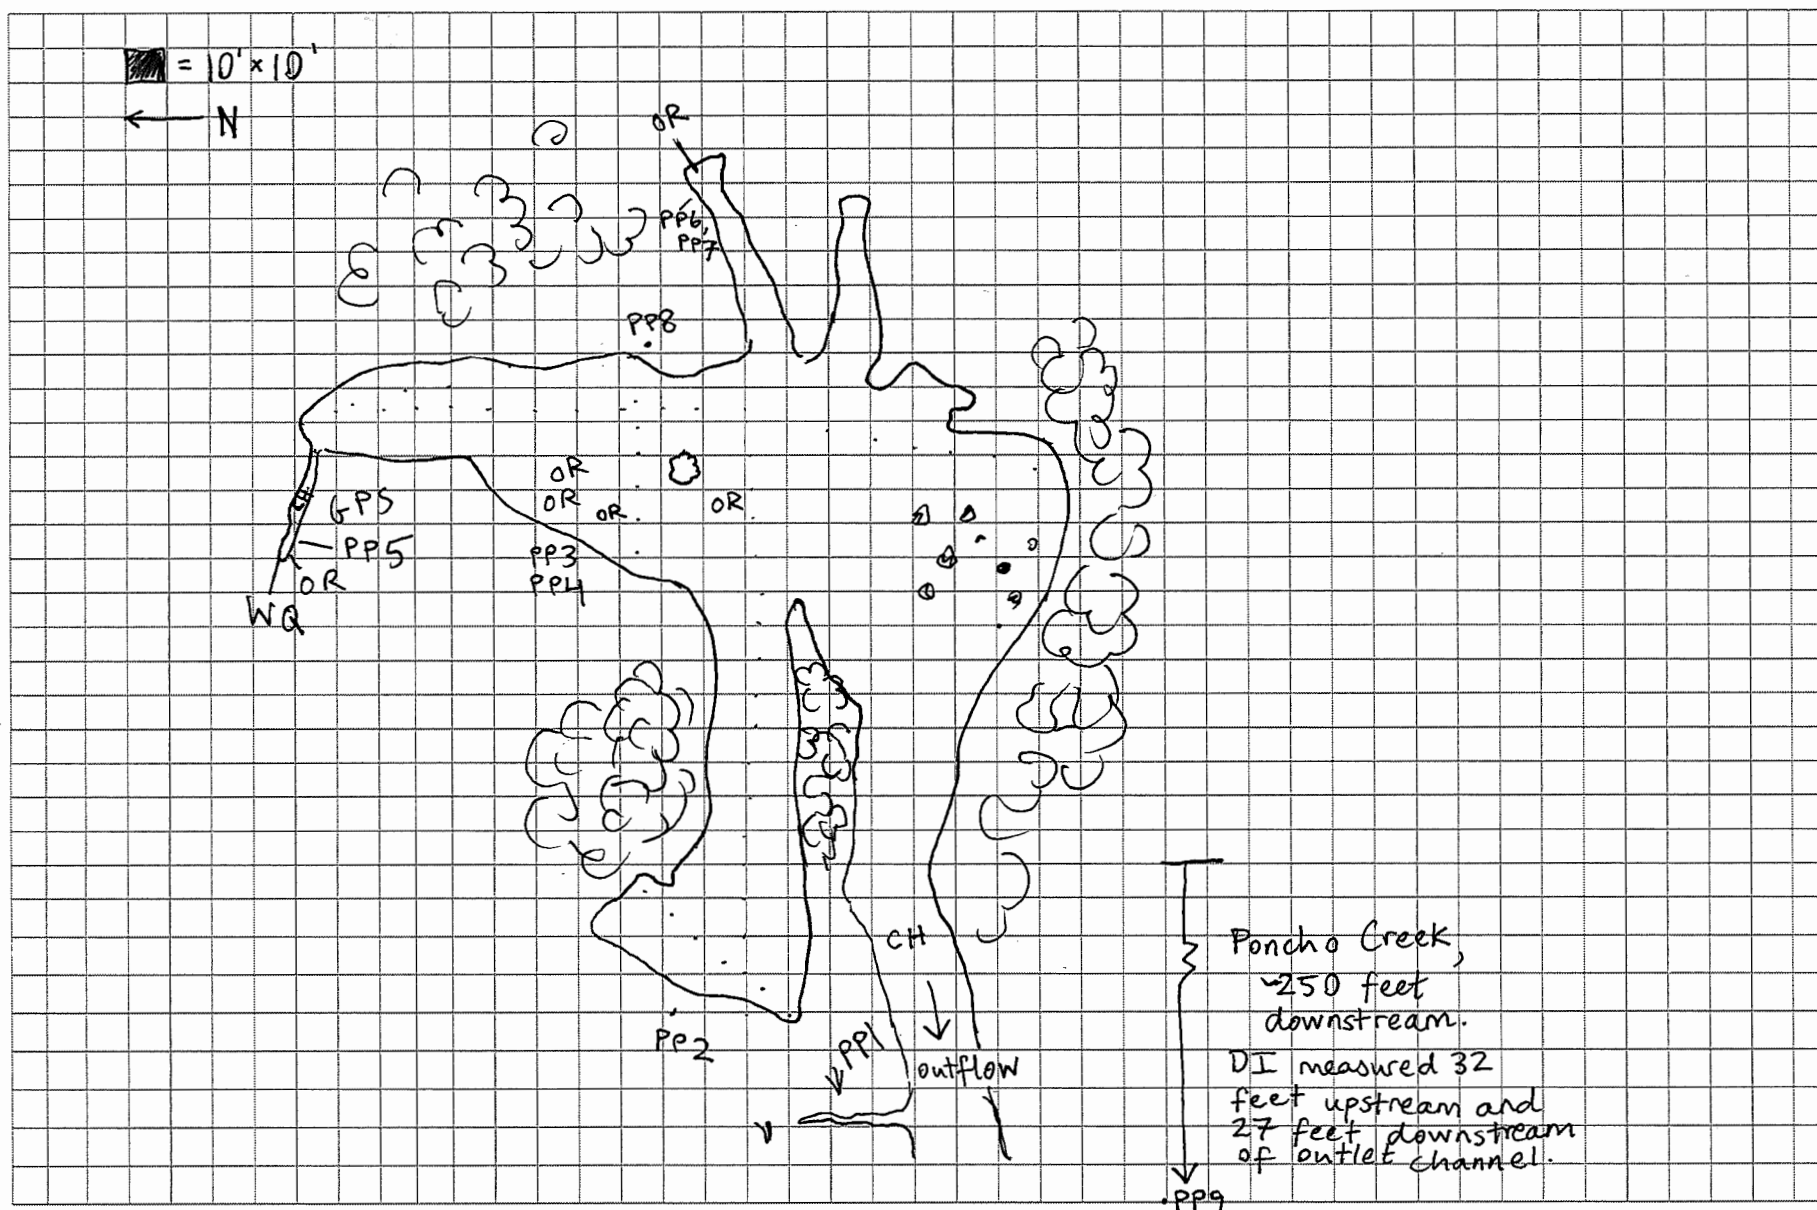 = 10' × 10'
N
OR
PP6,
PP7
PP8
OR
OR
OR
OR
GPS
PP5
OR
WQ
PP3
PP4
CH
Poncho Creek,
~250 feet
downstream.
PP2
PP1
outflow
DI measured 32
feet upstream and
27 feet downstream
of outlet channel.
V
PP9